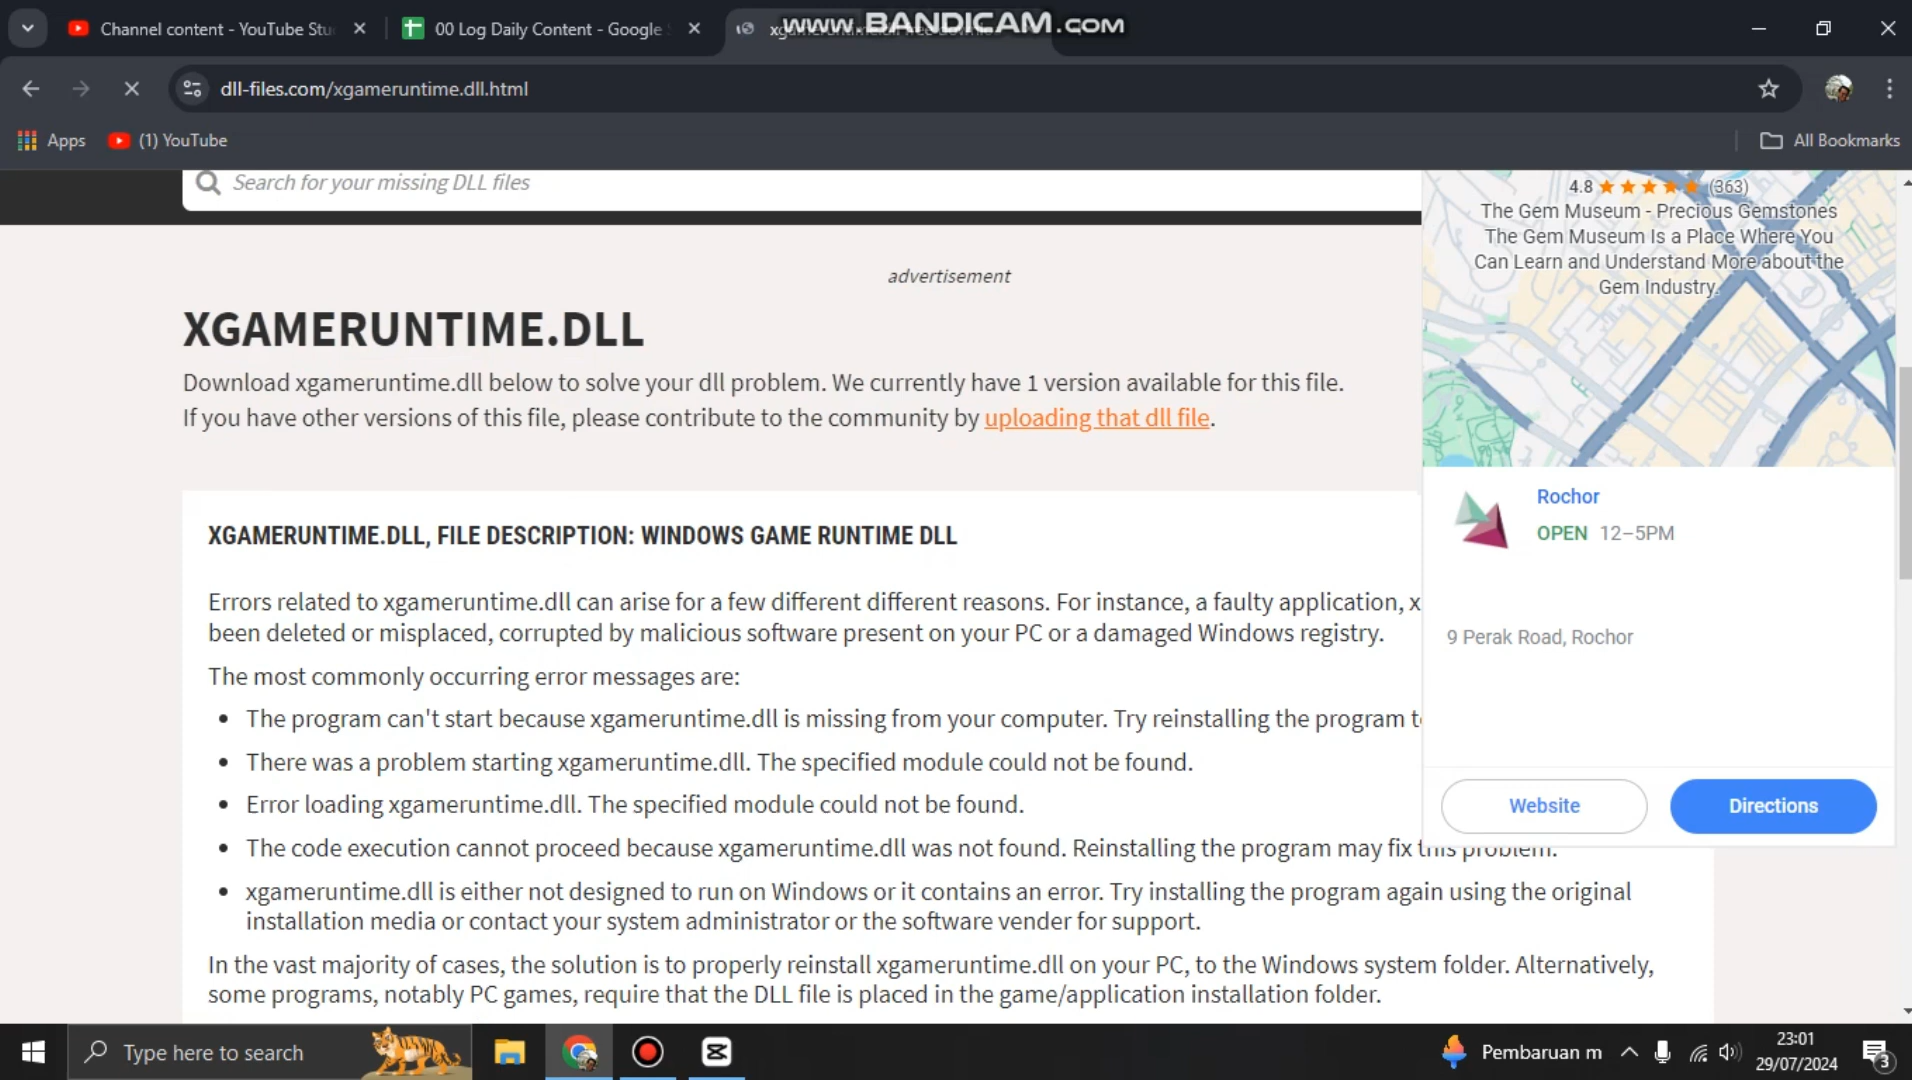 Channel content - YouTube Stu
00 Log Daily Content - Google
www.BANDICAM.com
dll-files.com/xgameruntime.dll.html
Apps
(1) YouTube
All Bookmarks
Search for your missing DLL files
advertisement
XGAMERUNTIME.DLL
Download xgameruntime.dll below to solve your dll problem. We currently have 1 version available for this file.
If you have other versions of this file, please contribute to the community by uploading that dll file.
XGAMERUNTIME.DLL, FILE DESCRIPTION: WINDOWS GAME RUNTIME DLL
Errors related to xgameruntime.dll can arise for a few different different reasons. For instance, a faulty application, x
been deleted or misplaced, corrupted by malicious software present on your PC or a damaged Windows registry.
The most commonly occurring error messages are:
• The program can't start because xgameruntime.dll is missing from your computer. Try reinstalling the program t
• There was a problem starting xgameruntime.dll. The specified module could not be found.
• Error loading xgameruntime.dll. The specified module could not be found.
• The code execution cannot proceed because xgameruntime.dll was not found. Reinstalling the program may fix this problem.
• xgameruntime.dll is either not designed to run on Windows or it contains an error. Try installing the program again using the original
installation media or contact your system administrator or the software vender for support.
In the vast majority of cases, the solution is to properly reinstall xgameruntime.dll on your PC, to the Windows system folder. Alternatively,
some programs, notably PC games, require that the DLL file is placed in the game/application installation folder.
4.8 (363)
The Gem Museum - Precious Gemstones
The Gem Museum Is a Place Where You
Can Learn and Understand More about the
Gem Industry.
Rochor
OPEN 12–5PM
9 Perak Road, Rochor
Website
Directions
Type here to search
Pembaruan m
23:01
29/07/2024
3